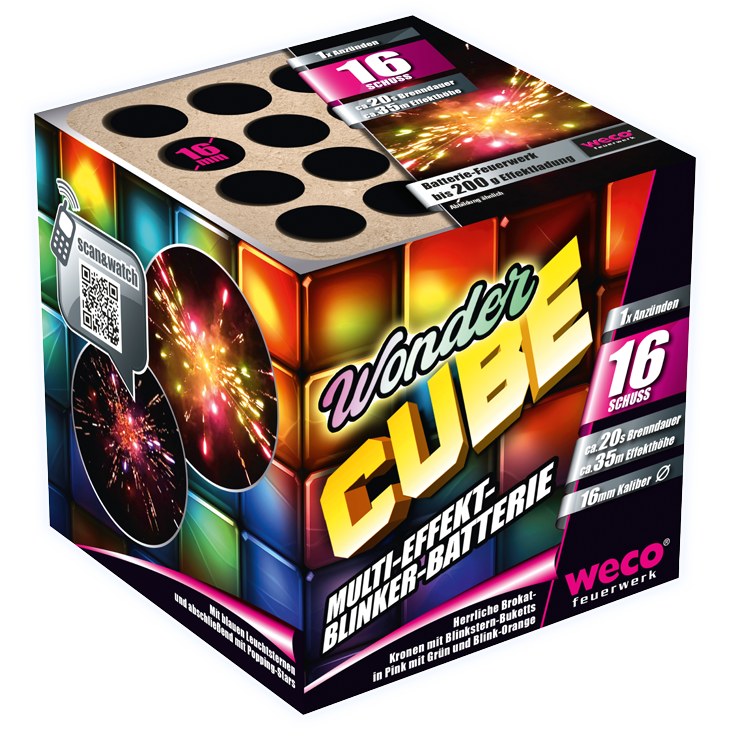 1x Anzünden
16
SCHUSS
ca. 20s Brenndauer
ca. 35m Effekthöhe
weco®
feuerwerk
Batterie-Feuerwerk
bis 200 g Effektladung
Abbildung ähnlich
16
mm
scan&watch
Wonder
CUBE
MULTI-EFFEKT-
BLINKER-BATTERIE
1x Anzünden
16
SCHUSS
ca. 20s Brenndauer
ca. 35m Effekthöhe
16mm Kaliber Ø
weco®
feuerwerk
Herrliche Brokat-
Kronen mit Blinkstern-Buketts
in Pink mit Grün und Blink-Orange
Mit blauen Leuchtsternen
und abschließend mit Popping-Stars